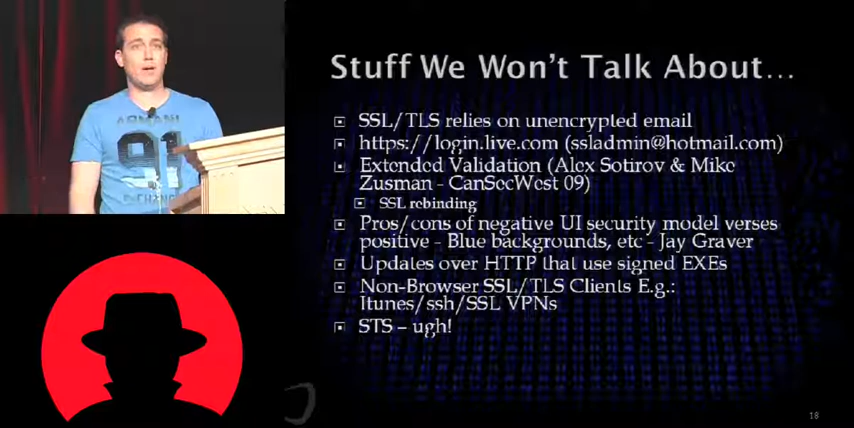 Stuff We Won't Talk About...
SSL/TLS relies on unencrypted email
https://login.live.com (ssladmin@hotmail.com)
Extended Validation (Alex Sotirov & Mike
Zusman - CanSecWest 09)
SSL rebinding
Pros/cons of negative UI security model verses
positive - Blue backgrounds, etc - Jay Graver
Updates over HTTP that use signed EXEs
Non-Browser SSL/TLS Clients E.g.:
Itunes/ssh/SSL VPNs
STS – ugh!
18
ARMANI
91